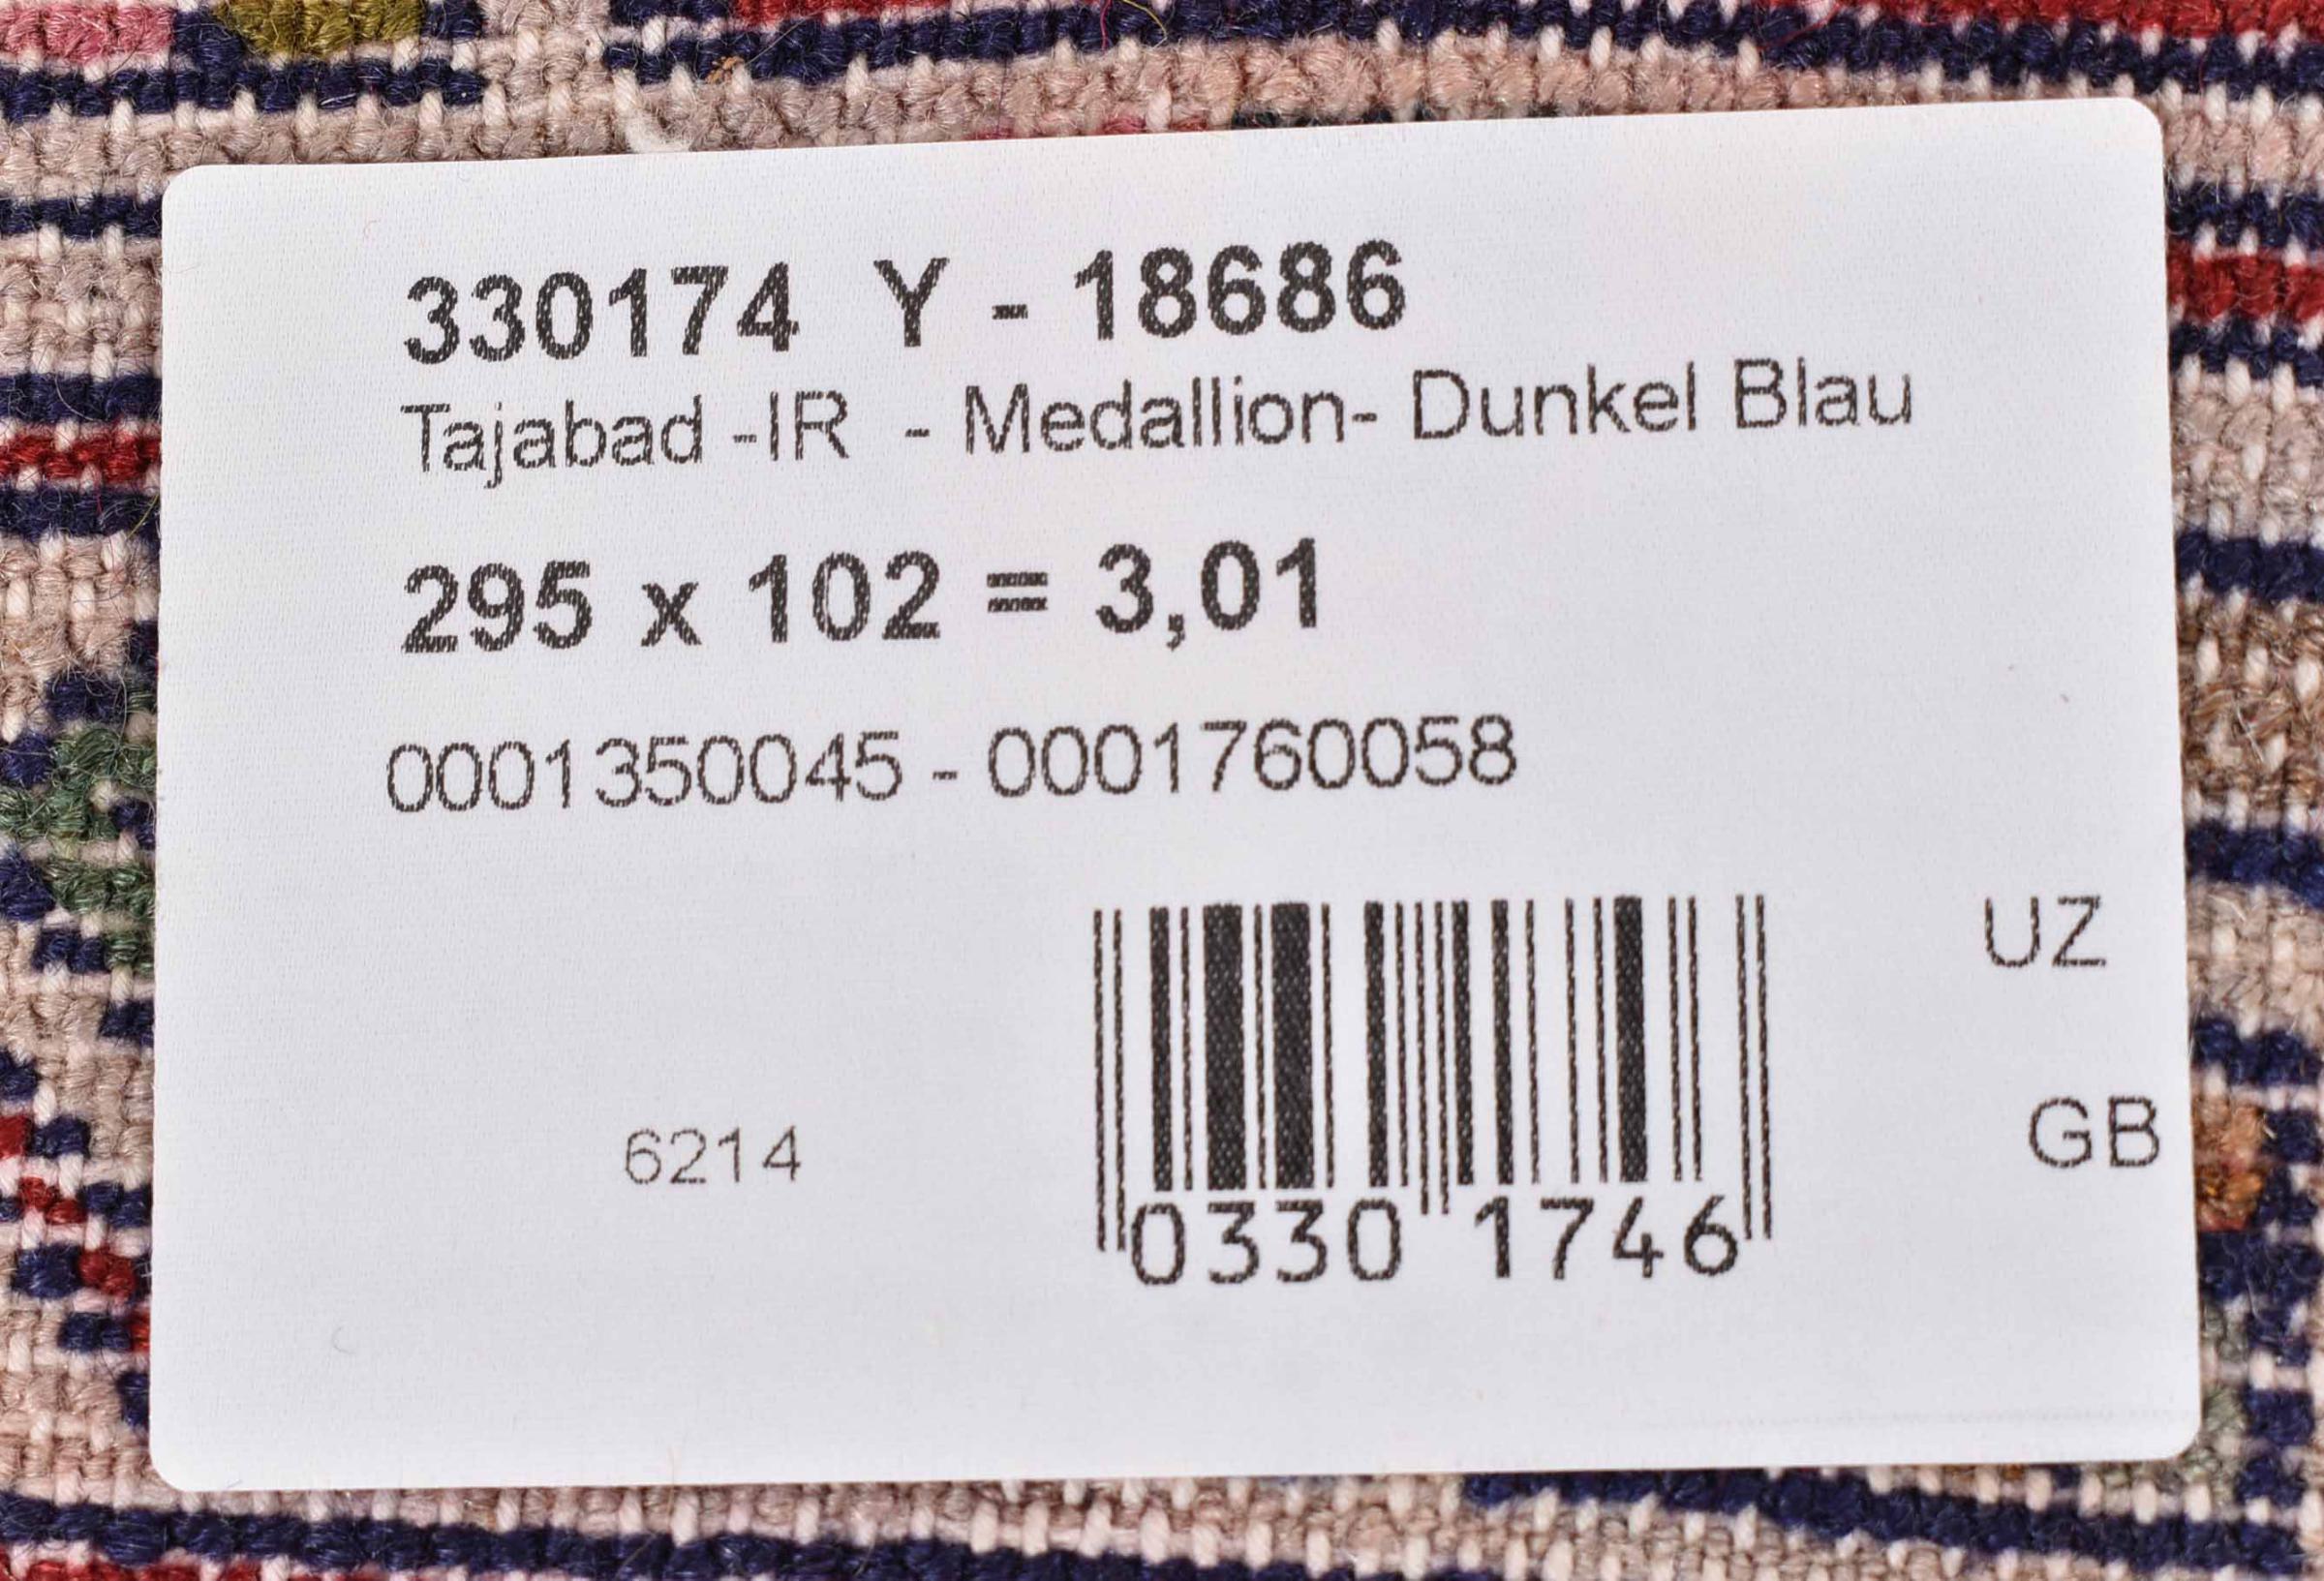 330174 Y - 18686
Tajabad -IR - Medallion- Dunkel Blau
295 x 102 = 3,01
0001350045 - 0001760058
UZ
GB
6214
0330 1746